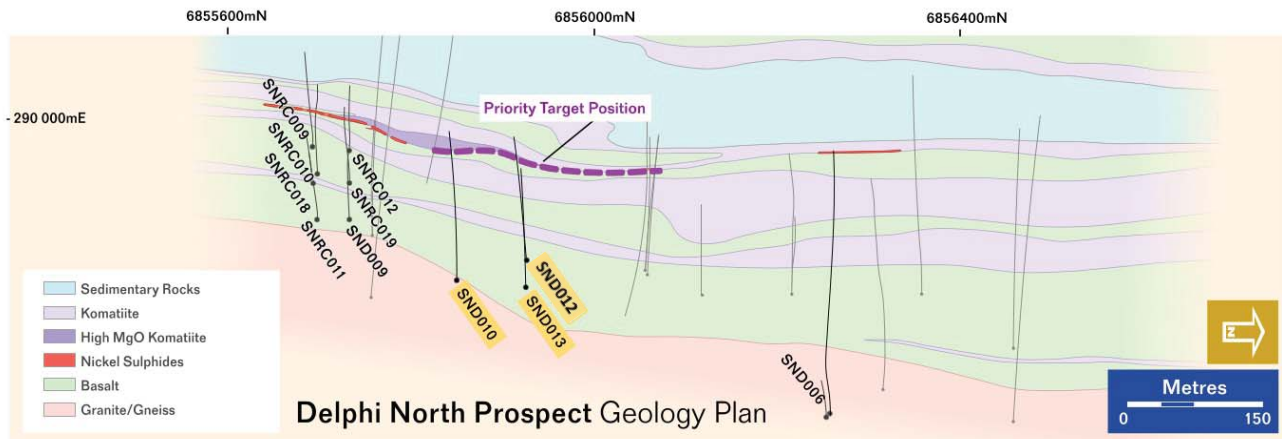 6855600mN
6856000mN
6856400mN
- 290 000mE
Priority Target Position
SNRC009
SNRC010
SNRC018
SNRC011
SNRC012
SNRC019
SND009
SND010
SND012
SND013
SND006
Sedimentary Rocks
Komatiite
High MgO Komatiite
Nickel Sulphides
Basalt
Granite/Gneiss
Delphi North Prospect Geology Plan
N
Metres
0 150